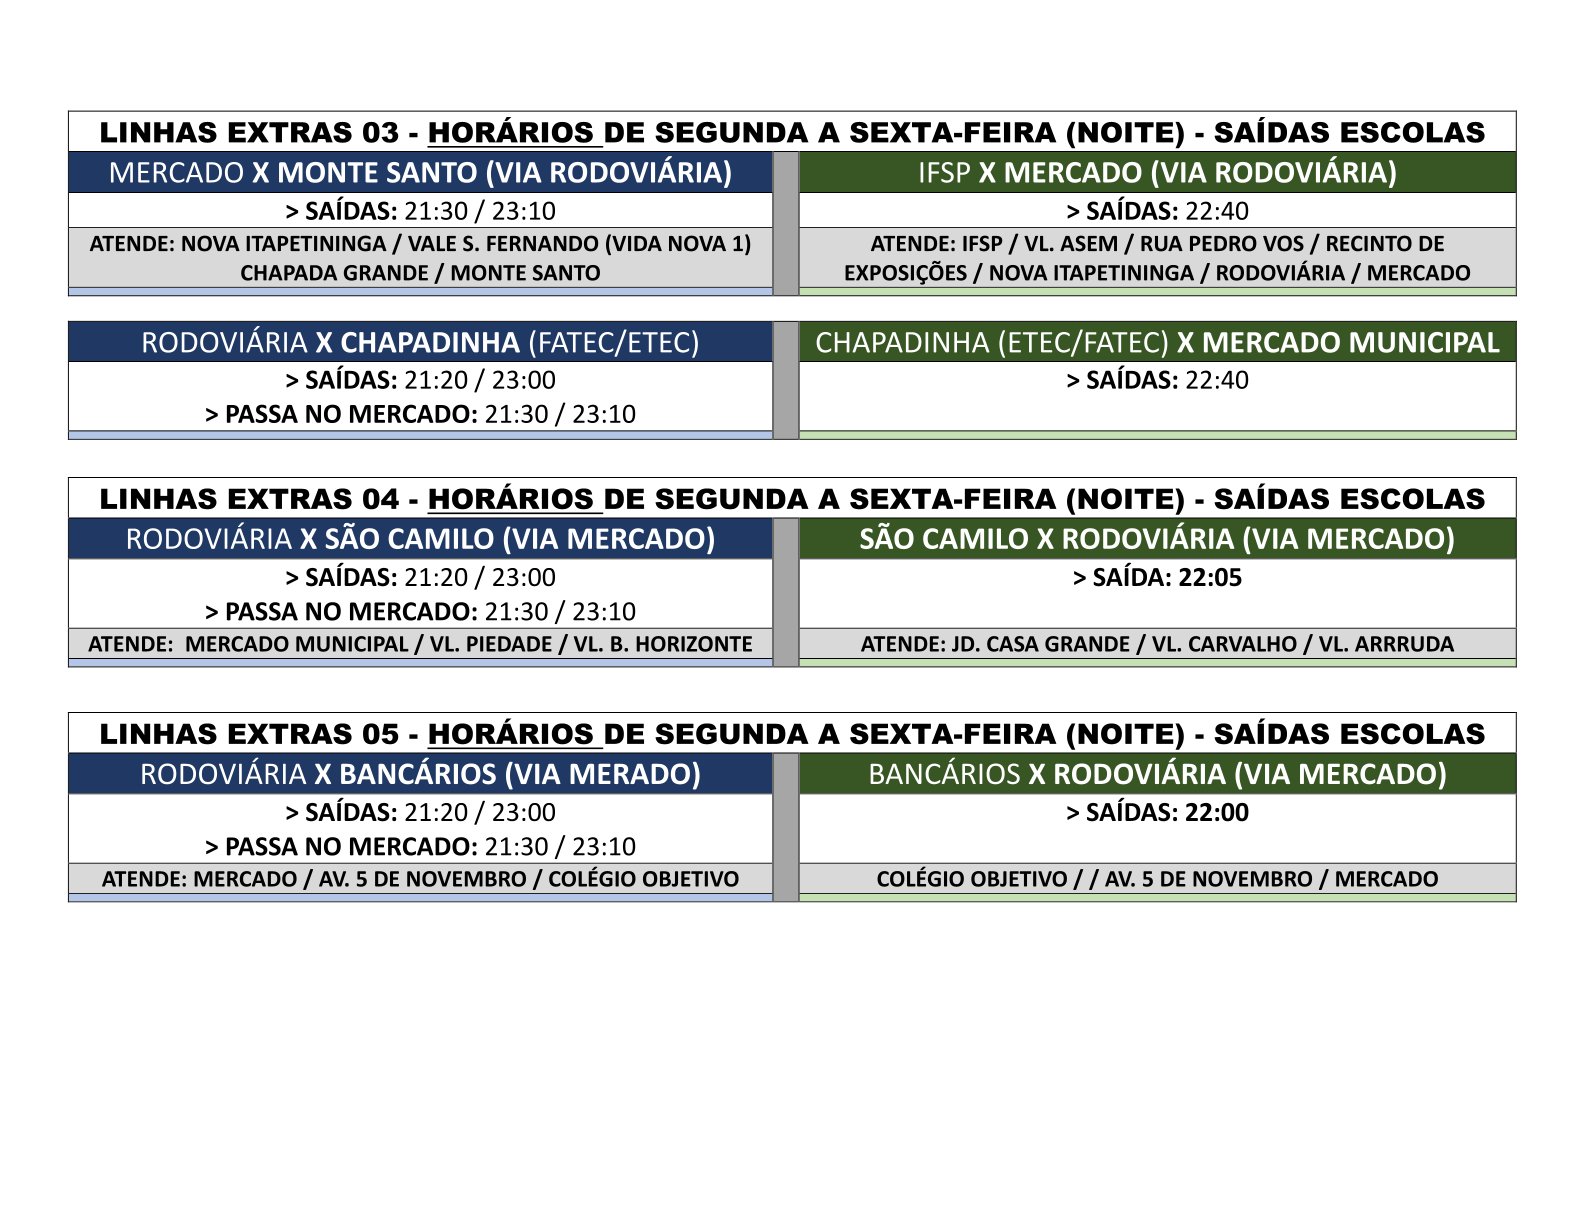 LINHAS EXTRAS 03 - HORÁRIOS DE SEGUNDA A SEXTA-FEIRA (NOITE) - SAÍDAS ESCOLAS
MERCADO X MONTE SANTO (VIA RODOVIÁRIA)
> SAÍDAS: 21:30 / 23:10
ATENDE: NOVA ITAPETININGA / VALE S. FERNANDO (VIDA NOVA 1)
CHAPADA GRANDE / MONTE SANTO
IFSP X MERCADO (VIA RODOVIÁRIA)
> SAÍDAS: 22:40
ATENDE: IFSP / VL. ASEM / RUA PEDRO VOS / RECINTO DE
EXPOSIÇÕES / NOVA ITAPETININGA / RODOVIÁRIA / MERCADO
RODOVIÁRIA X CHAPADINHA (FATEC/ETEC)
> SAÍDAS: 21:20 / 23:00
> PASSA NO MERCADO: 21:30 / 23:10
CHAPADINHA (ETEC/FATEC) X MERCADO MUNICIPAL
> SAÍDAS: 22:40
LINHAS EXTRAS 04 - HORÁRIOS DE SEGUNDA A SEXTA-FEIRA (NOITE) - SAÍDAS ESCOLAS
RODOVIÁRIA X SÃO CAMILO (VIA MERCADO)
> SAÍDAS: 21:20 / 23:00
> PASSA NO MERCADO: 21:30 / 23:10
ATENDE:  MERCADO MUNICIPAL / VL. PIEDADE / VL. B. HORIZONTE
SÃO CAMILO X RODOVIÁRIA (VIA MERCADO)
> SAÍDA: 22:05
ATENDE: JD. CASA GRANDE / VL. CARVALHO / VL. ARRRUDA
LINHAS EXTRAS 05 - HORÁRIOS DE SEGUNDA A SEXTA-FEIRA (NOITE) - SAÍDAS ESCOLAS
RODOVIÁRIA X BANCÁRIOS (VIA MERADO)
> SAÍDAS: 21:20 / 23:00
> PASSA NO MERCADO: 21:30 / 23:10
ATENDE: MERCADO / AV. 5 DE NOVEMBRO / COLÉGIO OBJETIVO
BANCÁRIOS X RODOVIÁRIA (VIA MERCADO)
> SAÍDAS: 22:00
COLÉGIO OBJETIVO / / AV. 5 DE NOVEMBRO / MERCADO